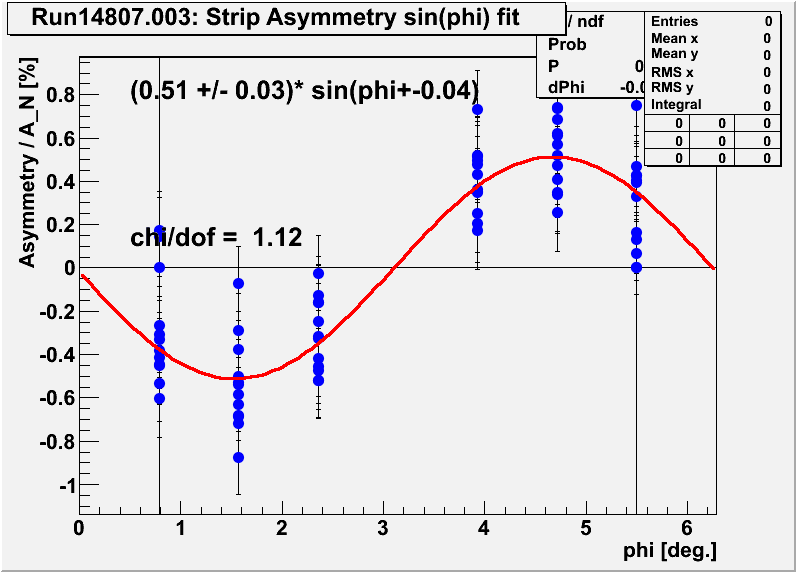 Run14807.003: Strip Asymmetry sin(phi) fit
/ ndf
Prob
P 0
dPhi -0.0
Entries 0
Mean x 0
Mean y 0
RMS x 0
RMS y 0
Integral 0
0 0 0
0 0 0
0 0 0
(0.51 +/- 0.03)* sin(phi+-0.04)
chi/dof = 1.12
Asymmetry / A_N [%]
0.8
0.6
0.4
0.2
0
-0.2
-0.4
-0.6
-0.8
-1
0 1 2 3 4 5 6
phi [deg.]